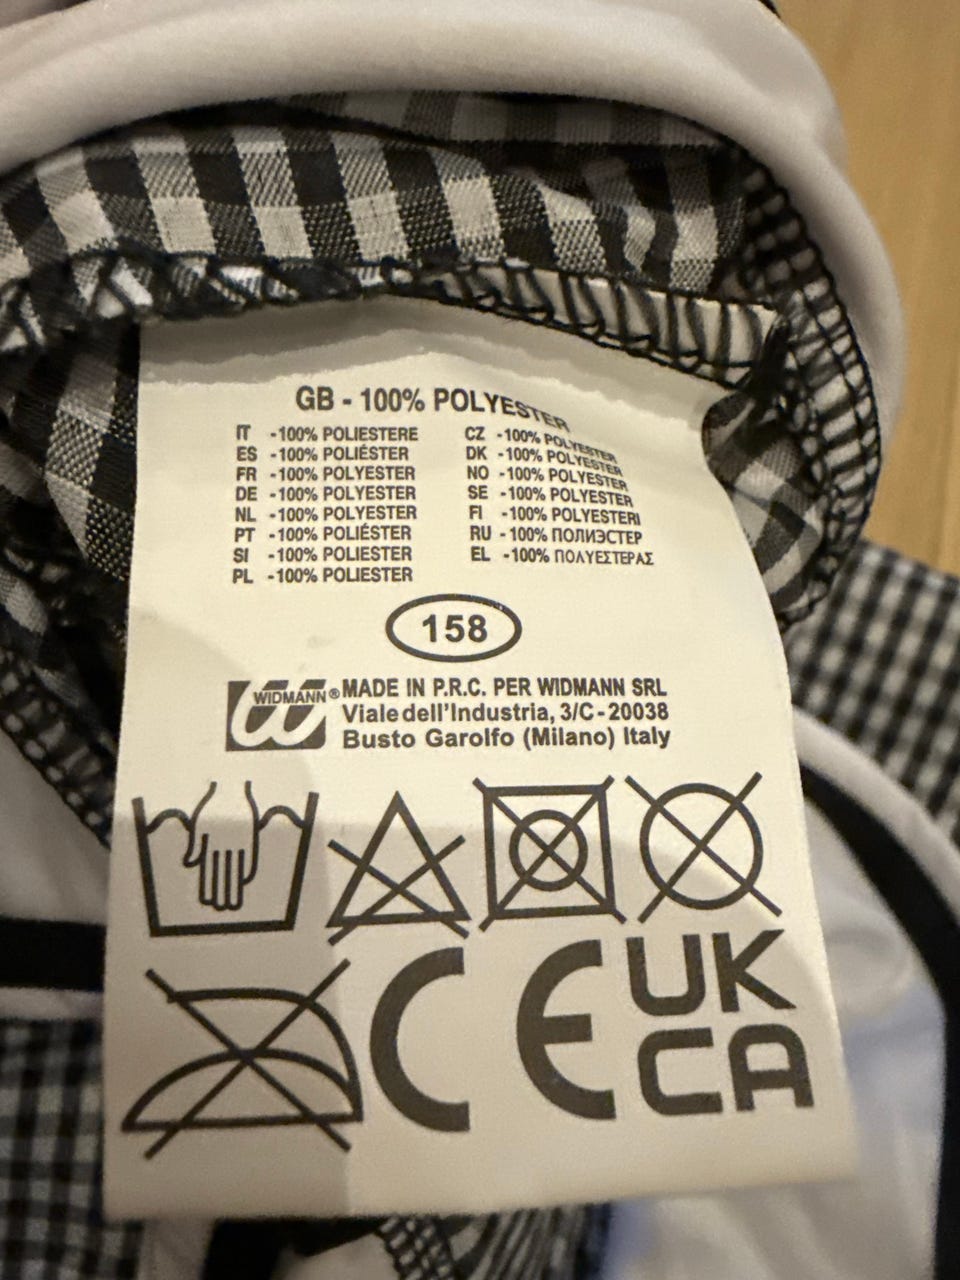 GB - 100% POLYESTER
IT -100% POLIESTERE
ES -100% POLIÉSTER
FR -100% POLYESTER
DE -100% POLYESTER
NL -100% POLYESTER
PT -100% POLIÉSTER
SI -100% POLIESTER
PL -100% POLIESTER
CZ -100% POLYESTER
DK -100% POLYESTER
NO -100% POLYESTER
SE -100% POLYESTER
FI -100% POLYESTERI
RU -100% ПОЛИЭСТЕР
EL -100% ΠΟΛΥΕΣΤΕΡΑΣ
158
WIDMANN®
MADE IN P.R.C. PER WIDMANN SRL
Viale dell'Industria, 3/C - 20038
Busto Garolfo (Milano) Italy
CE
UK
CA